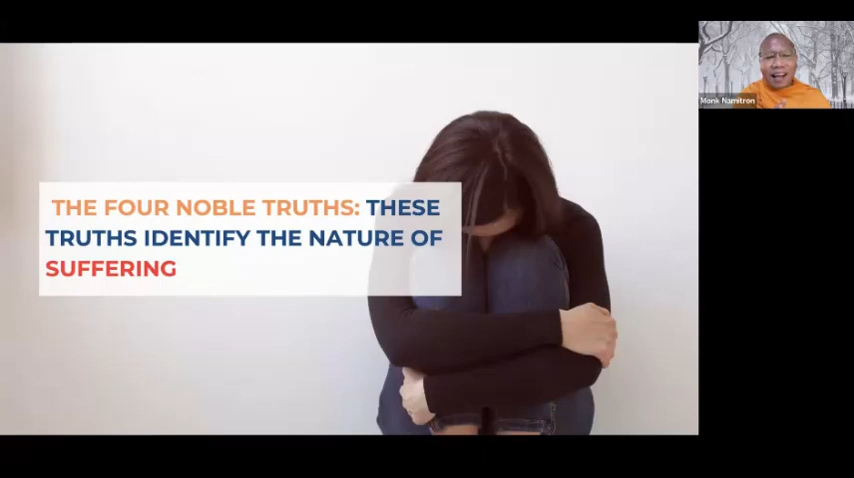 THE FOUR NOBLE TRUTHS: THESE
TRUTHS IDENTIFY THE NATURE OF
SUFFERING
Monk Namitron